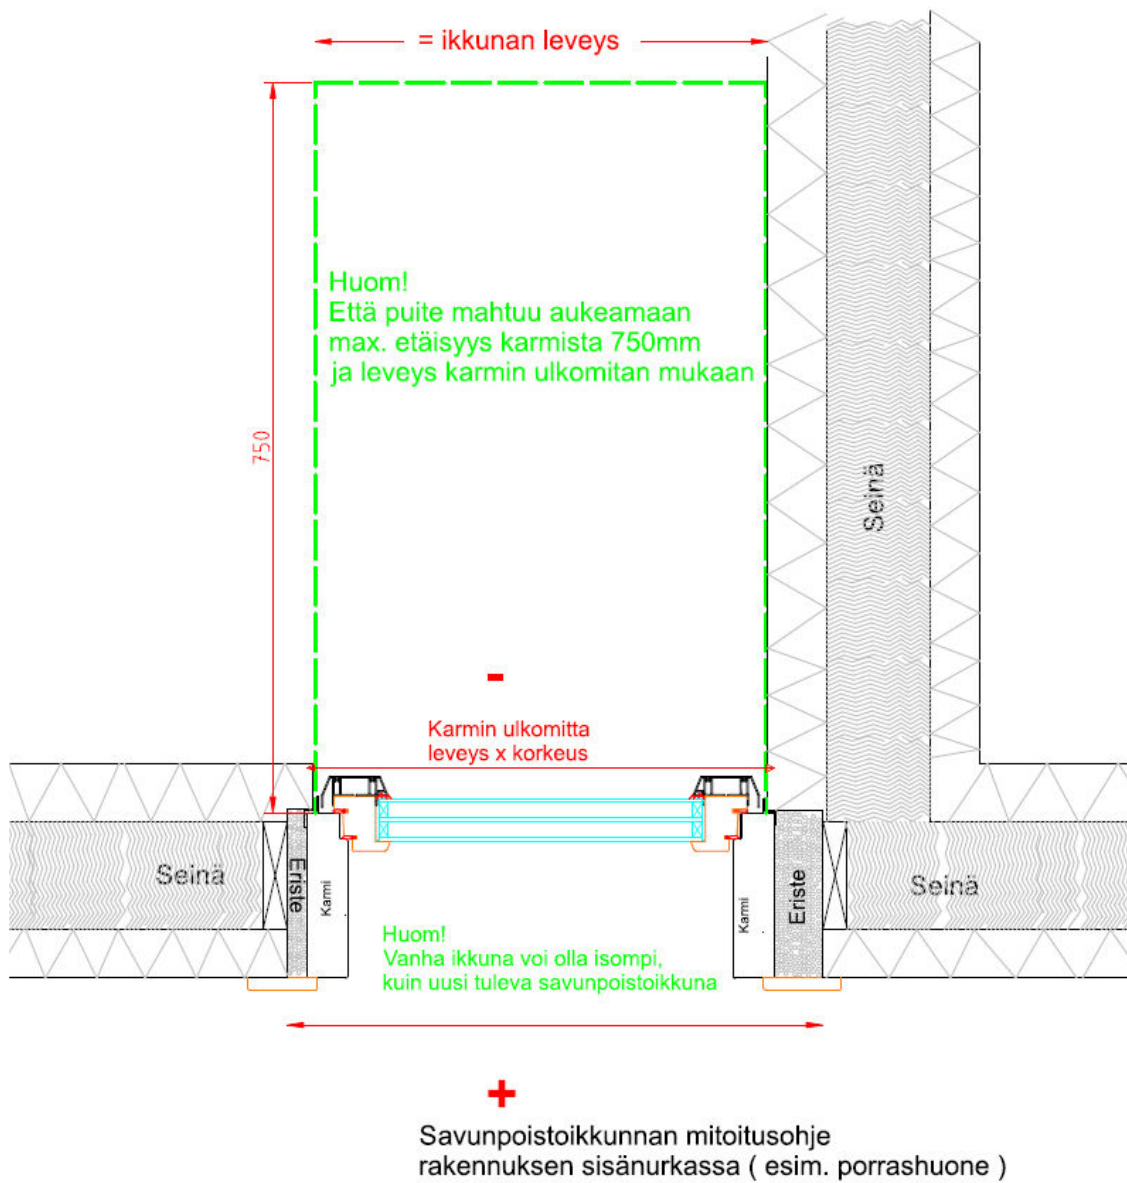 = ikkunan leveys
Huom!
Että puite mahtuu aukeamaan
max. etäisyys karmista 750mm
ja leveys karmin ulkomitan mukaan
750
Seinä
-
Karmin ulkomitta
leveys x korkeus
Seinä
Eriste
Karmi
Karmi
Eriste
Seinä
Huom!
Vanha ikkuna voi olla isompi,
kuin uusi tuleva savunpoistoikkuna
+
Savunpoistoikkunnan mitoitusohje
rakennuksen sisänurkassa ( esim. porrashuone )